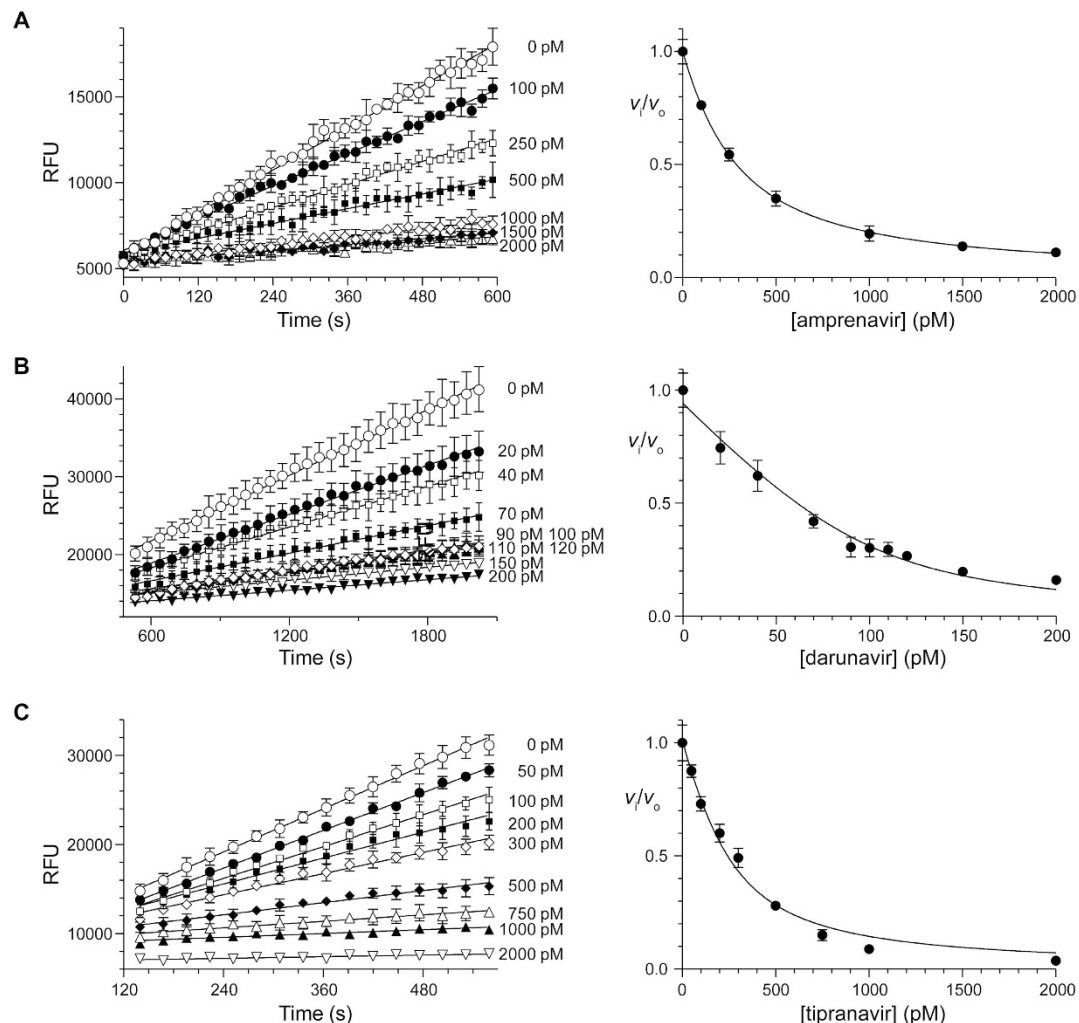 A
RFU
15000
10000
5000
0
120
240
360
480
600
Time (s)
0 pM
100 pM
250 pM
500 pM
1000 pM
1500 pM
2000 pM
vi/vo
1.0
0.5
0.0
0
500
1000
1500
2000
[amprenavir] (pM)
B
RFU
40000
30000
20000
600
1200
1800
Time (s)
0 pM
20 pM
40 pM
70 pM
90 pM 100 pM
110 pM 120 pM
150 pM
200 pM
vi/vo
1.0
0.5
0.0
0
50
100
150
200
[darunavir] (pM)
C
RFU
30000
20000
10000
120
240
360
480
Time (s)
0 pM
50 pM
100 pM
200 pM
300 pM
500 pM
750 pM
1000 pM
2000 pM
vi/vo
1.0
0.5
0.0
0
500
1000
1500
2000
[tipranavir] (pM)